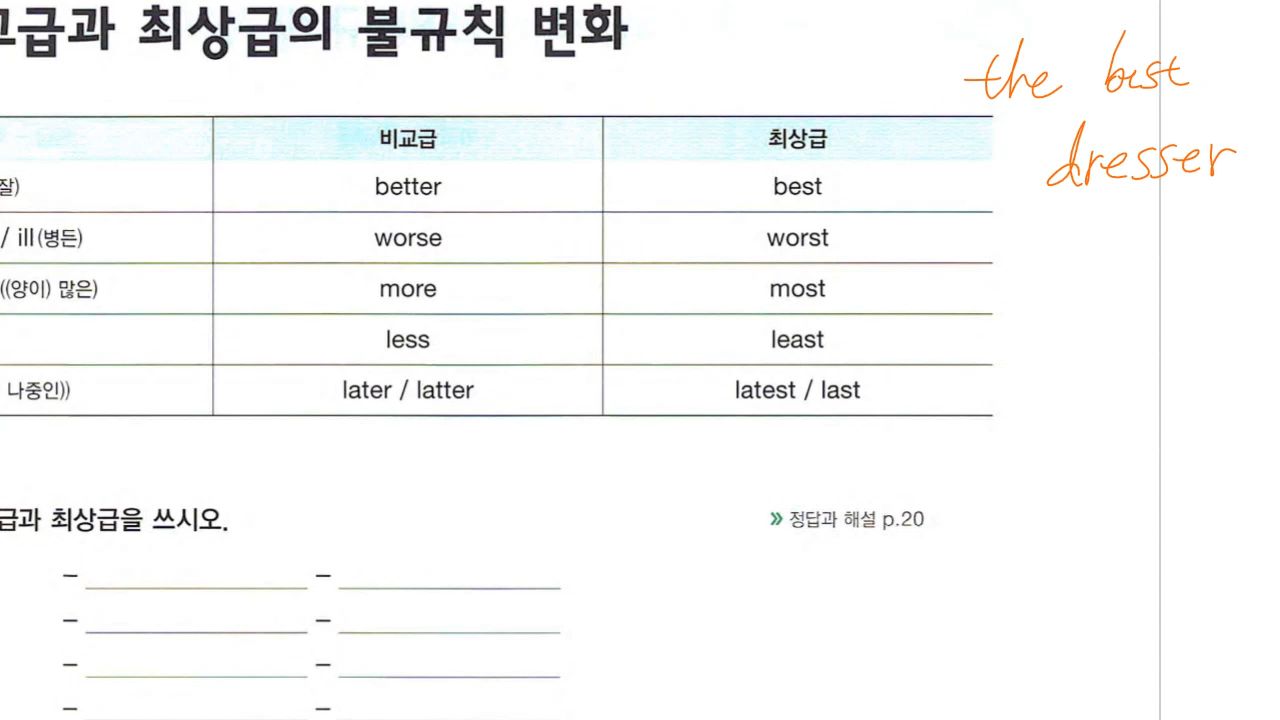 급과 최상급의 불규칙 변화
the best
dresser
비교급 최상급
잘) better best
/ ill(병든) worse worst
((양이) 많은) more most
less least
나중인)) later / latter latest / last
급과 최상급을 쓰시오.
» 정답과 해설 p.20
– –
– –
– –
– –